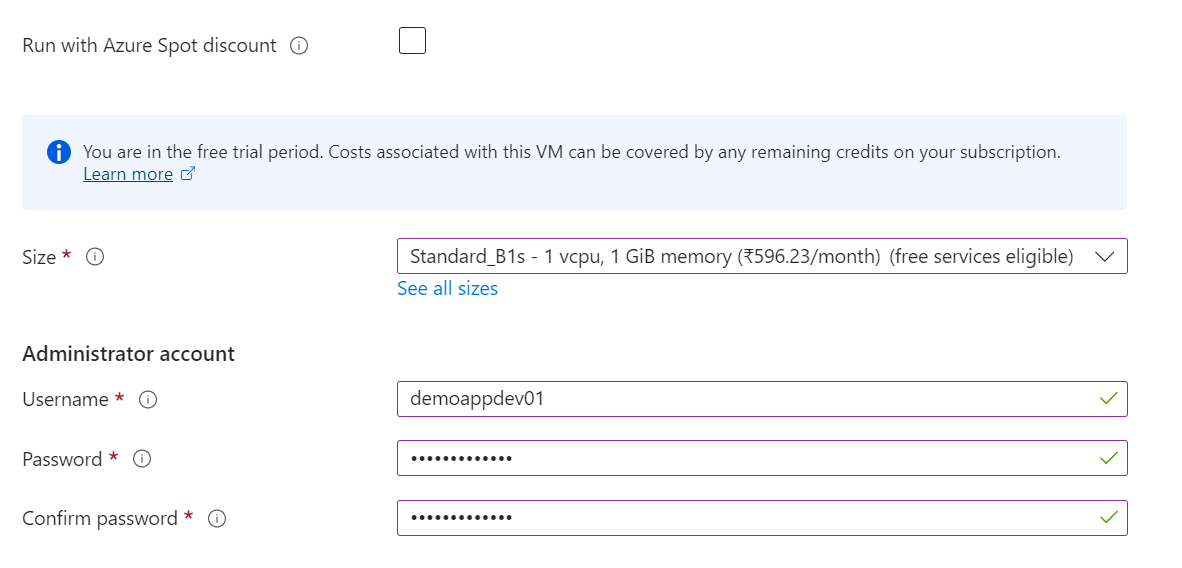 Run with Azure Spot discount
You are in the free trial period. Costs associated with this VM can be covered by any remaining credits on your subscription.
Learn more
Size *
Standard_B1s - 1 vcpu, 1 GiB memory (₹596.23/month) (free services eligible)
See all sizes
Administrator account
Username *
demoappdev01
Password *
•••••••••••••
Confirm password *
•••••••••••••